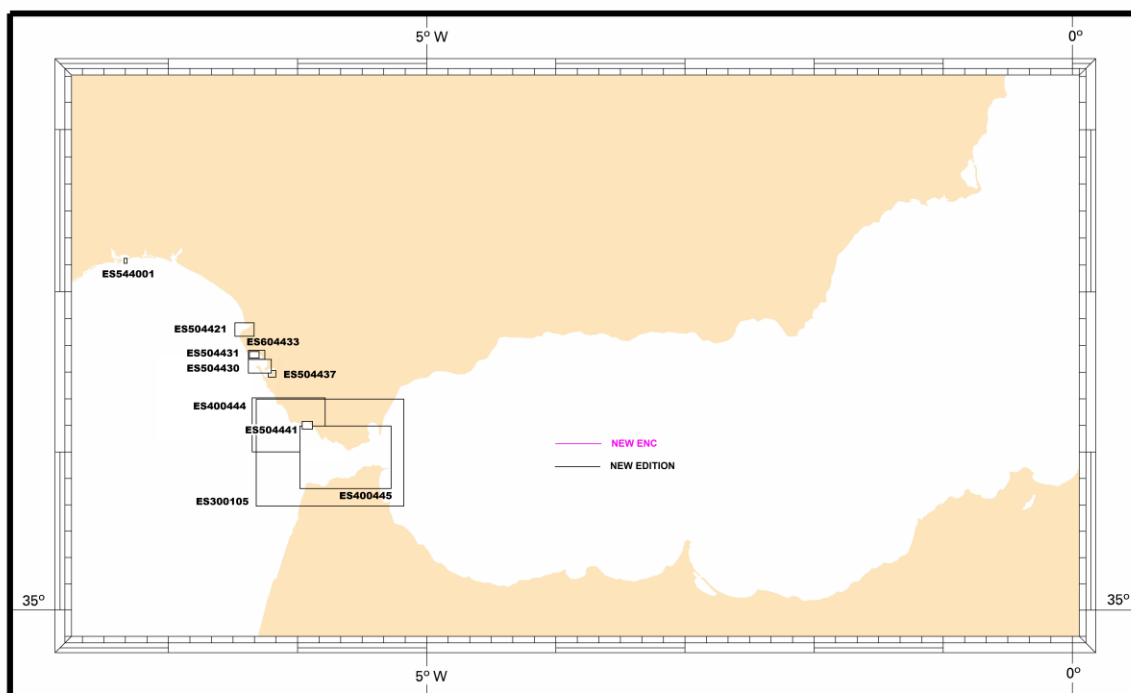 5º W
0º
ES544001
ES504421
ES604433
ES504431
ES504430
ES504437
ES400444
ES504441
NEW ENC
NEW EDITION
ES400445
ES300105
35º
35º
5º W
0º